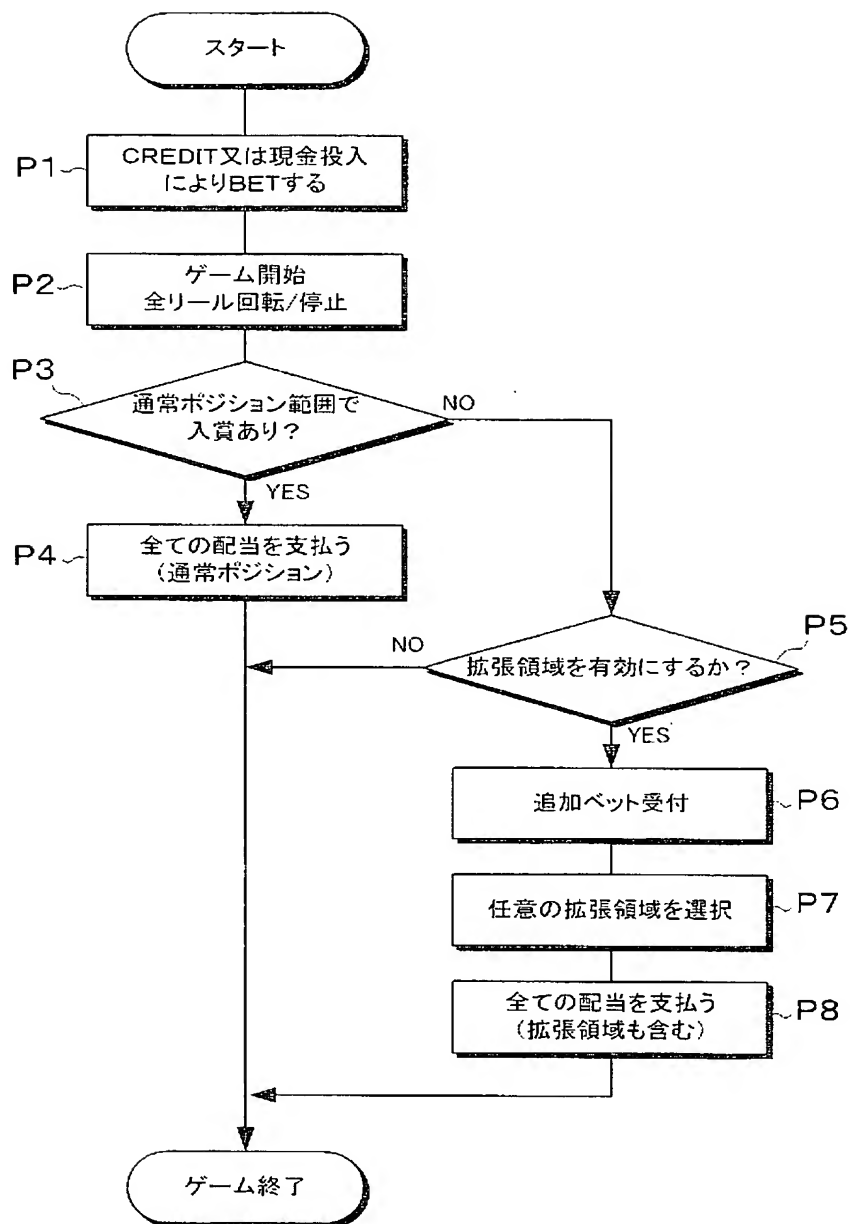 スタート
P1
CREDIT又は現金投入
によりBETする
P2
ゲーム開始
全リール回転/停止
P3
通常ポジション範囲で
入賞あり?
NO
YES
P4
全ての配当を支払う
(通常ポジション)
P5
拡張領域を有効にするか?
NO
YES
追加ベット受付
P6
任意の拡張領域を選択
P7
全ての配当を支払う
(拡張領域も含む)
P8
ゲーム終了